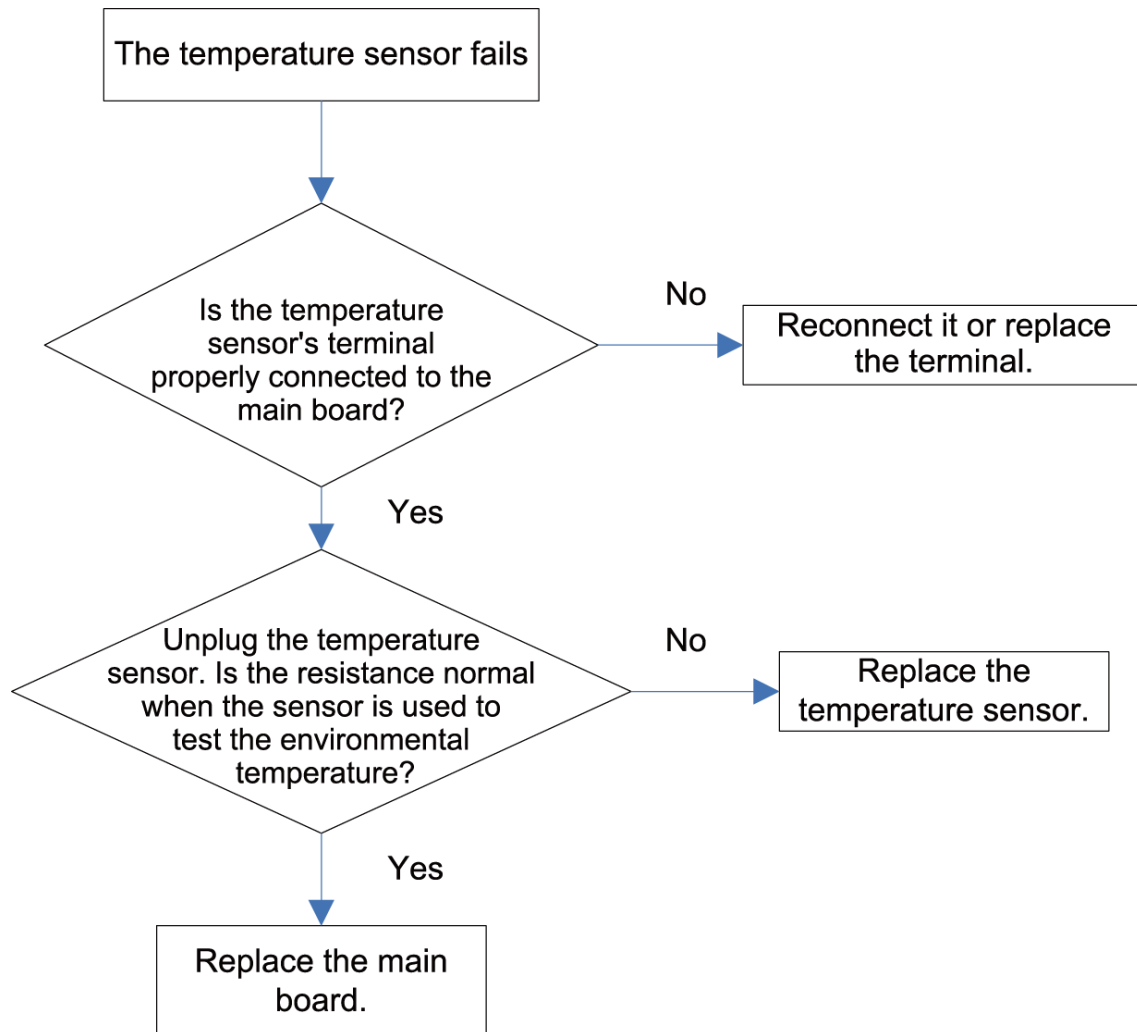 The temperature sensor fails
Is the temperature
sensor's terminal
properly connected to the
main board?
No
Reconnect it or replace
the terminal.
Yes
Unplug the temperature
sensor. Is the resistance normal
when the sensor is used to
test the environmental
temperature?
No
Replace the
temperature sensor.
Yes
Replace the main
board.